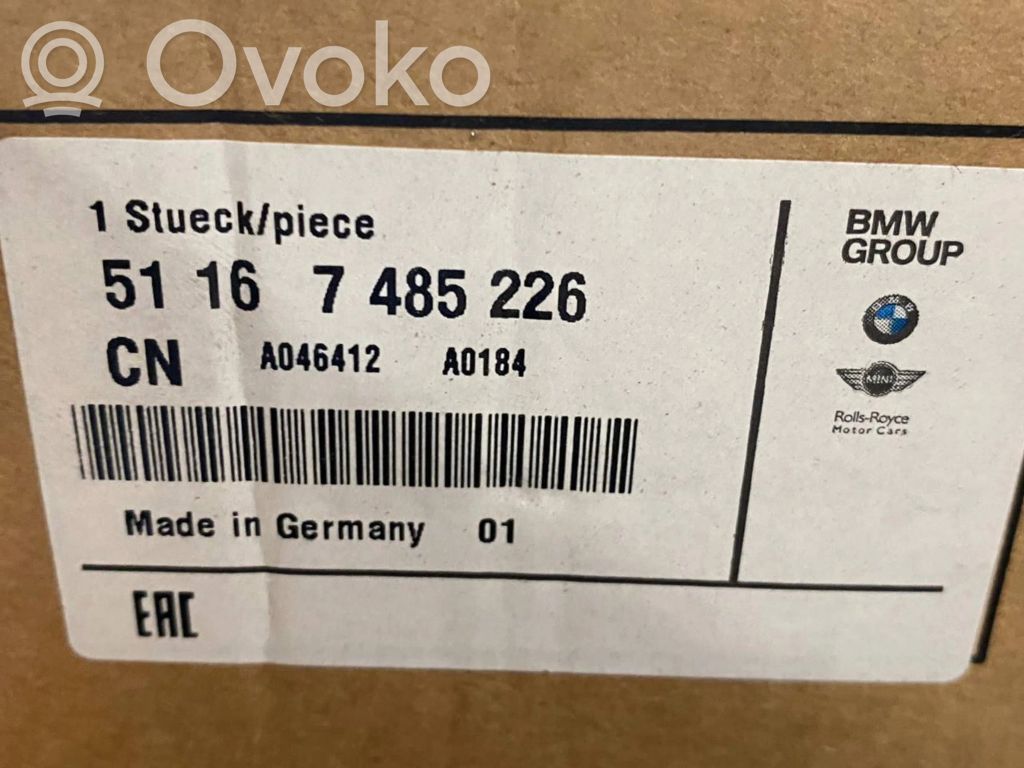 Ovoko
1 Stueck/piece
51 16 7 485 226
CN A046412 A0184
Made in Germany 01
EAC
BMW
GROUP
BMW
MINI
Rolls-Royce
Motor Cars